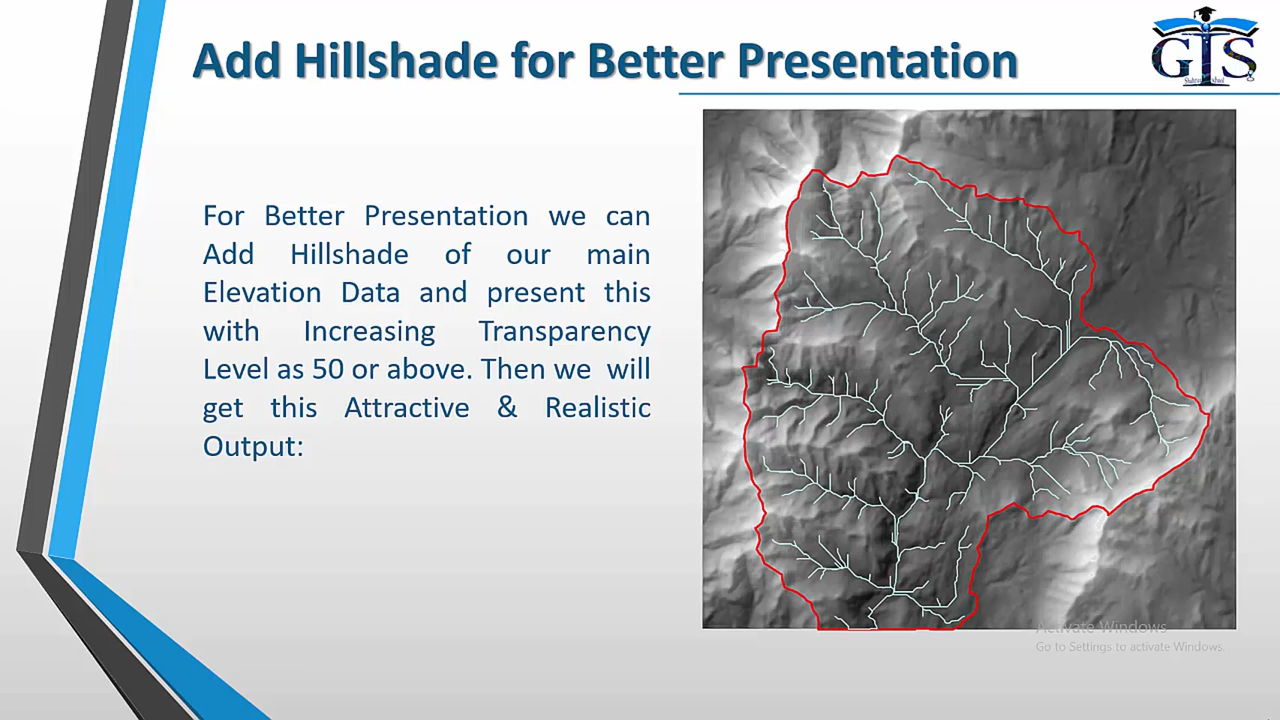 Add Hillshade for Better Presentation
GIS
For Better Presentation we can
Add Hillshade of our main
Elevation Data and present this
with Increasing Transparency
Level as 50 or above. Then we will
get this Attractive & Realistic
Output:
Activate Windows
Go to Settings to activate Windows.